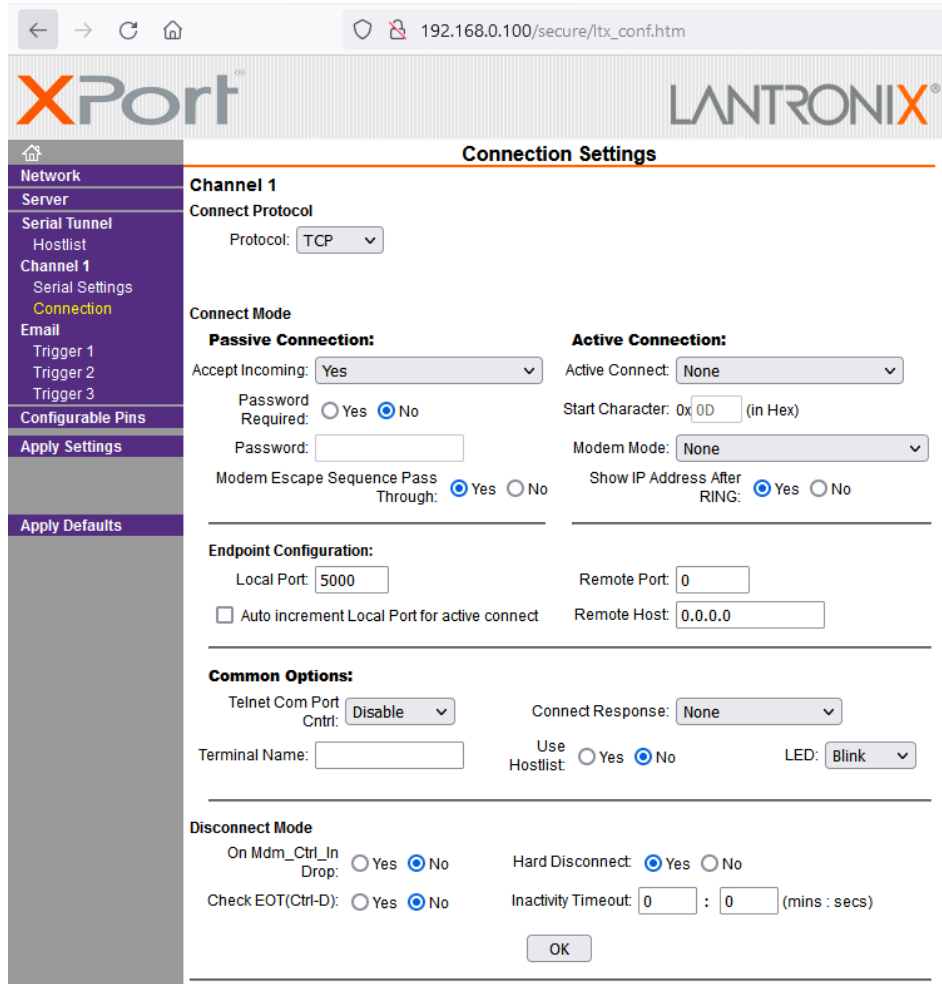 192.168.0.100/secure/ltx_conf.htm
XPort®
LANTRONIX®
Network
Server
Serial Tunnel
Hostlist
Channel 1
Serial Settings
Connection
Email
Trigger 1
Trigger 2
Trigger 3
Configurable Pins
Apply Settings
Apply Defaults
Connection Settings
Channel 1
Connect Protocol
Protocol: TCP
Connect Mode
Passive Connection:
Accept Incoming: Yes
Password
Required: Yes No
Password:
Modem Escape Sequence Pass
Through: Yes No
Active Connection:
Active Connect: None
Start Character: 0x 0D (in Hex)
Modem Mode: None
Show IP Address After
RING: Yes No
Endpoint Configuration:
Local Port: 5000 Remote Port: 0
Auto increment Local Port for active connect Remote Host: 0.0.0.0
Common Options:
Telnet Com Port
Cntrl: Disable Connect Response: None
Terminal Name: Use
Hostlist: Yes No LED: Blink
Disconnect Mode
On Mdm_Ctrl_In
Drop: Yes No Hard Disconnect: Yes No
Check EOT(Ctrl-D): Yes No Inactivity Timeout: 0 : 0 (mins : secs)
OK